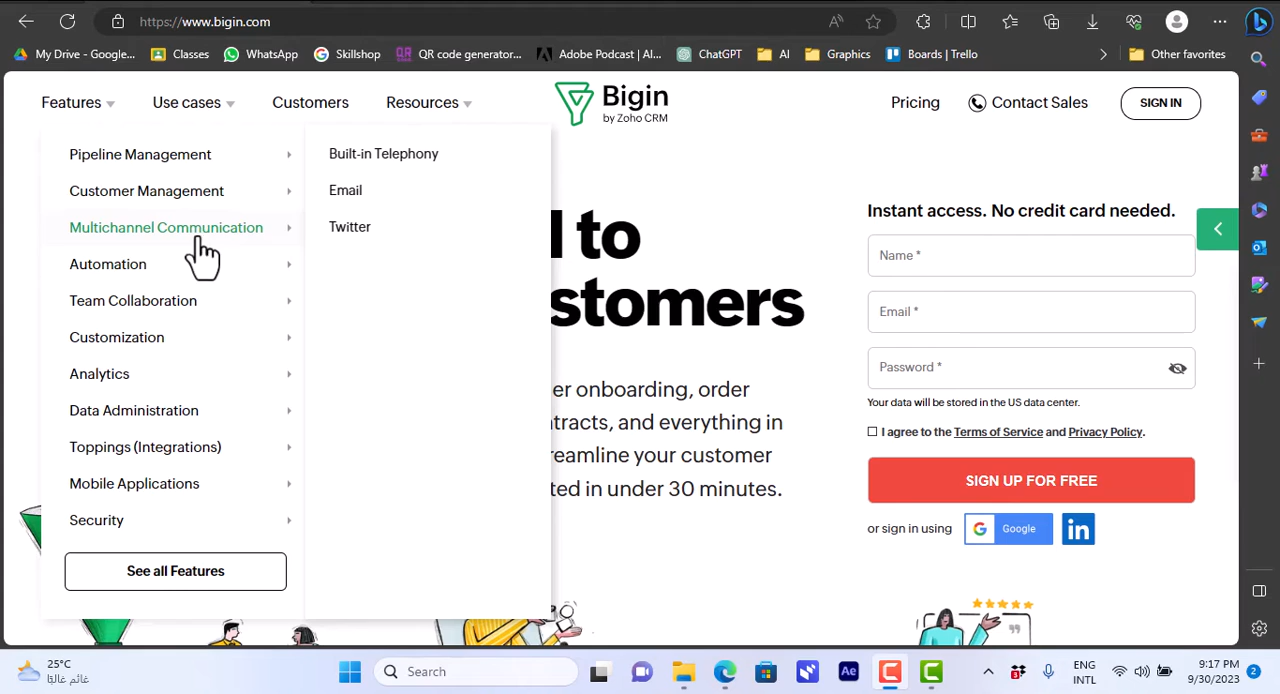 https://www.bigin.com
My Drive - Google...
Classes
WhatsApp
Skillshop
QR code generator...
Adobe Podcast | AI...
ChatGPT
AI
Graphics
Boards | Trello
Other favorites
Features
Use cases
Customers
Resources
Bigin
by Zoho CRM
Pricing
Contact Sales
SIGN IN
Pipeline Management
Customer Management
Multichannel Communication
Automation
Team Collaboration
Customization
Analytics
Data Administration
Toppings (Integrations)
Mobile Applications
Security
See all Features
Built-in Telephony
Email
Twitter
l to
stomers
er onboarding, order
tracts, and everything in
reamline your customer
ted in under 30 minutes.
Instant access. No credit card needed.
Name *
Email *
Password *
Your data will be stored in the US data center.
I agree to the Terms of Service and Privacy Policy.
SIGN UP FOR FREE
or sign in using
Google
in
25°C
غائم غالبًا
Search
Ae
ENG
INTL
9:17 PM
9/30/2023
2